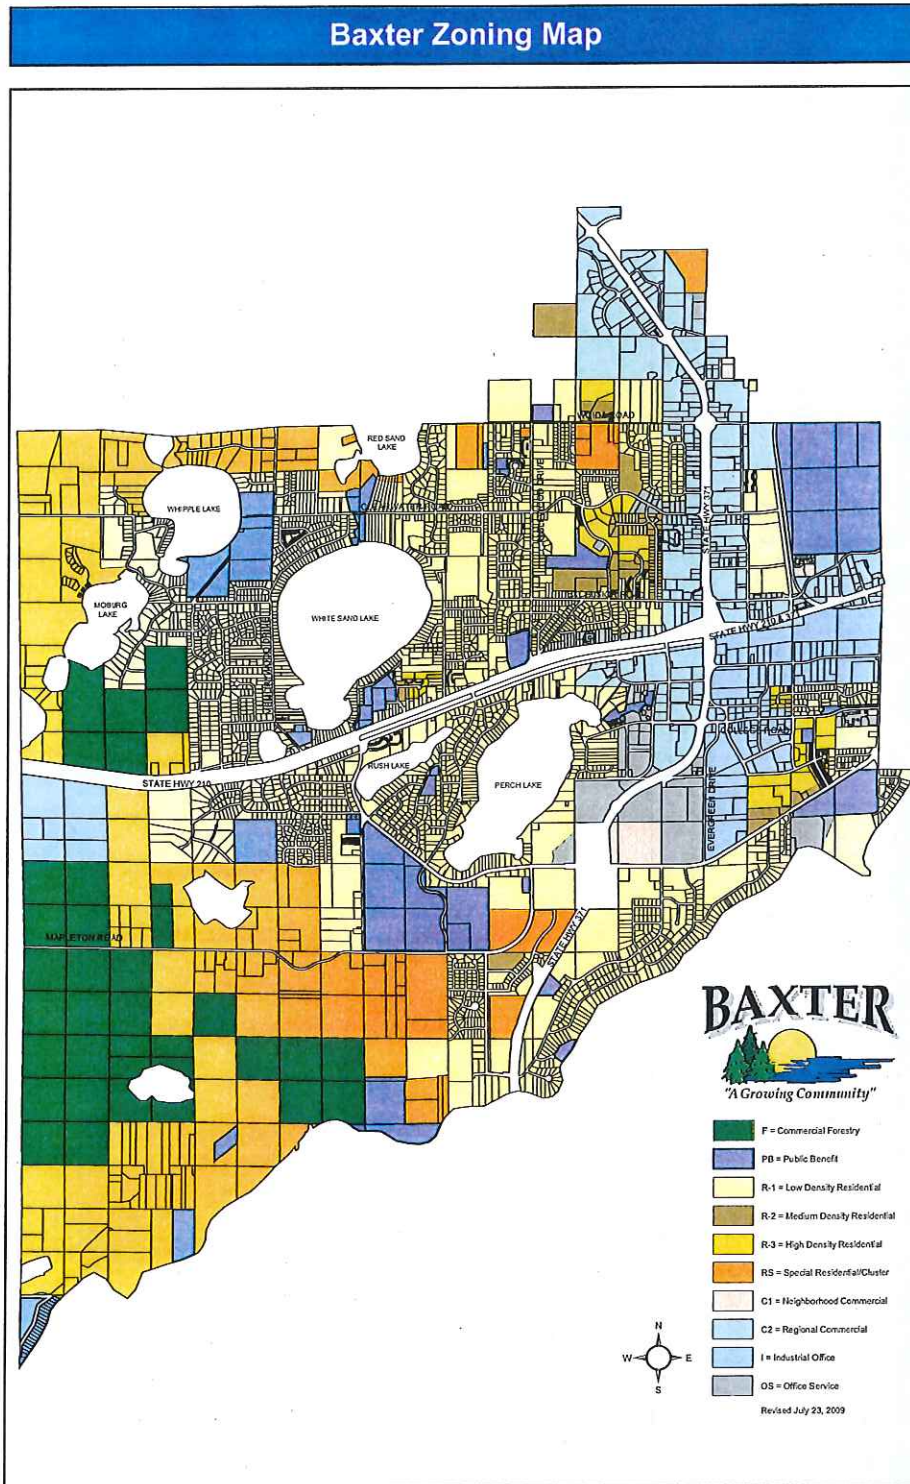 Baxter Zoning Map
RED SAND
LAKE
WHIPPLE LAKE
STATE HWY 371
MOBURG
LAKE
WHITE SAND LAKE
STATE HWY 210
COLLEGE ROAD
RUSH LAKE
PERCH LAKE
STATE HWY 210
EVERGREEN DRIVE
MAPLETON ROAD
STATE HWY 371
BAXTER
"A Growing Community"
F = Commercial Forestry
PB = Public Benefit
R-1 = Low Density Residential
R-2 = Medium Density Residential
R-3 = High Density Residential
RS = Special Residential/Cluster
C1 = Neighborhood Commercial
C2 = Regional Commercial
I = Industrial Office
OS = Office Service
Revised July 23, 2009
N
W
E
S